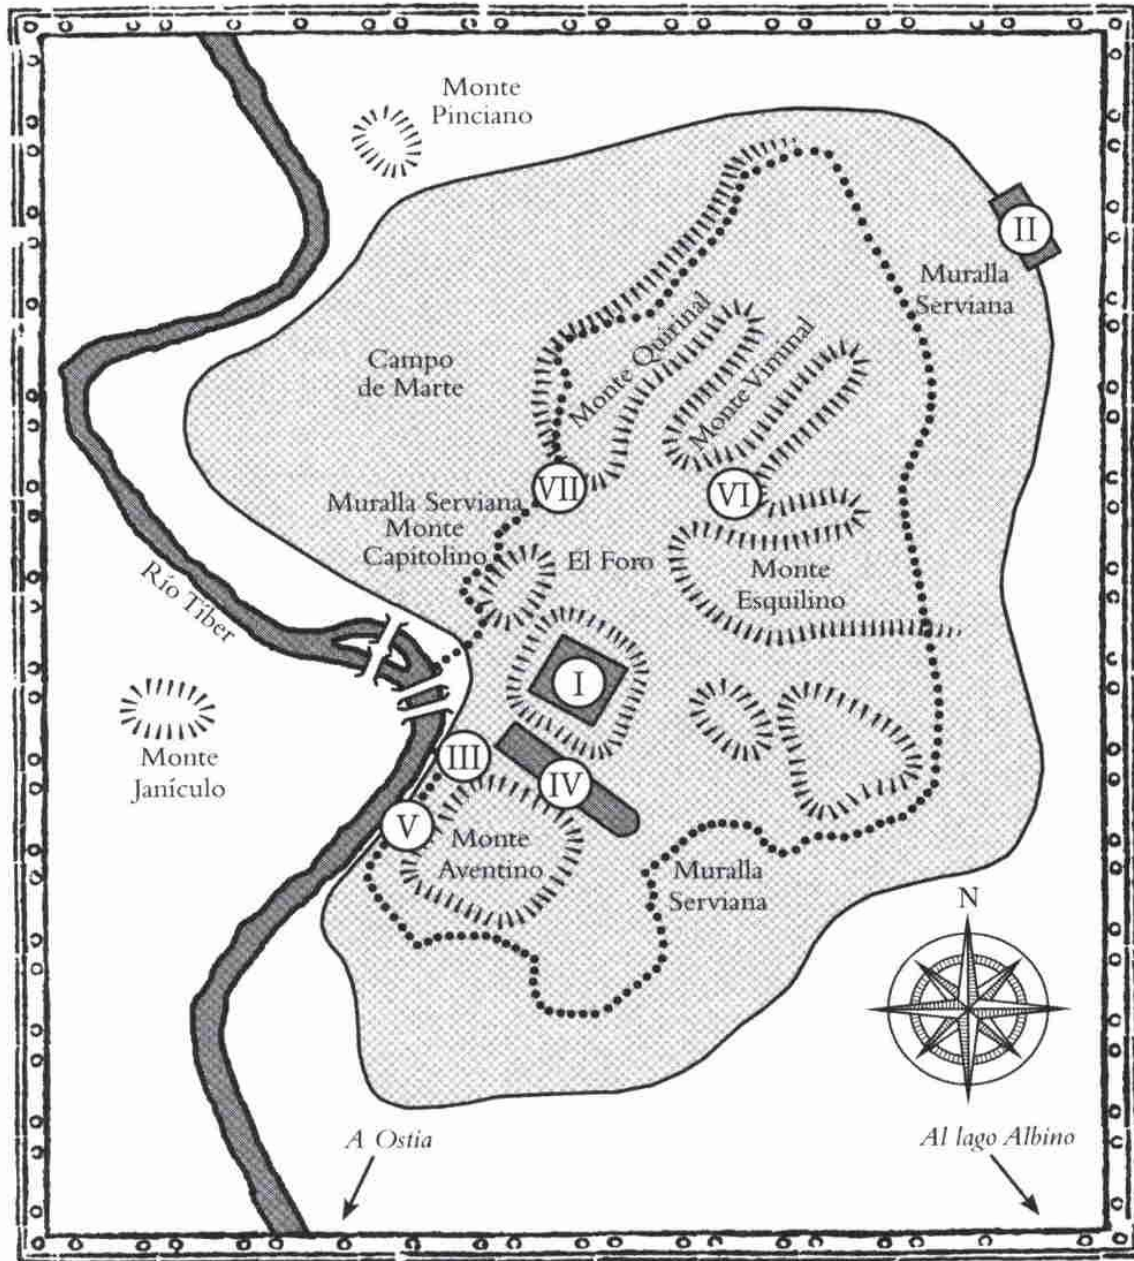 Monte
Pinciano
II
Muralla
Serviana
Campo
de Marte
Monte Quirinal
Monte Viminal
VII
VI
Muralla Serviana
Monte
Capitolino
El Foro
Monte
Esquilino
Río Tíber
I
Monte
Janículo
III
IV
V
Monte
Aventino
Muralla
Serviana
N
A Ostia
Al lago Albino